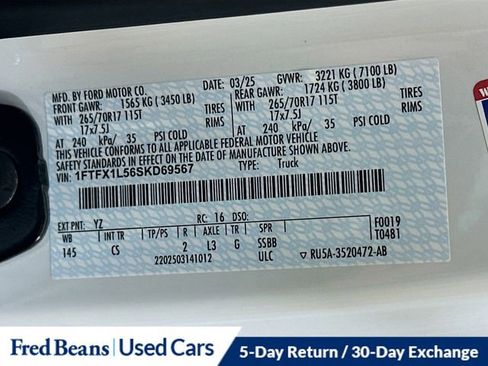 MFD. BY FORD MOTOR CO.
03/25 GVWR: 3221 KG ( 7100 LB)
FRONT GAWR: 1565 KG ( 3450 LB) REAR GAWR: 1724 KG ( 3800 LB)
WITH 265/70R17 115T TIRES WITH 265/70R17 115T TIRES
17x7.5J RIMS 17x7.5J RIMS
AT 240 kPa/ 35 PSI COLD AT 240 kPa/ 35 PSI COLD
THIS VEHICLE CONFORMS TO ALL APPLICABLE FEDERAL MOTOR VEHICLE
SAFETY STANDARDS IN EFFECT ON THE DATE OF MANUFACTURE SHOWN ABOVE.
VIN: 1FTFX1L56SKD69567 TYPE: Truck
EXT PNT: YZ RC: 16 DSO: F0019
WB INT TR TP/PS R AXLE TR SPR T04B1
145 CS 2 L3 G SSBB
2202503141012 ULC ▽ RU5A-3520472-AB
Fred Beans Used Cars 5-Day Return / 30-Day Exchange